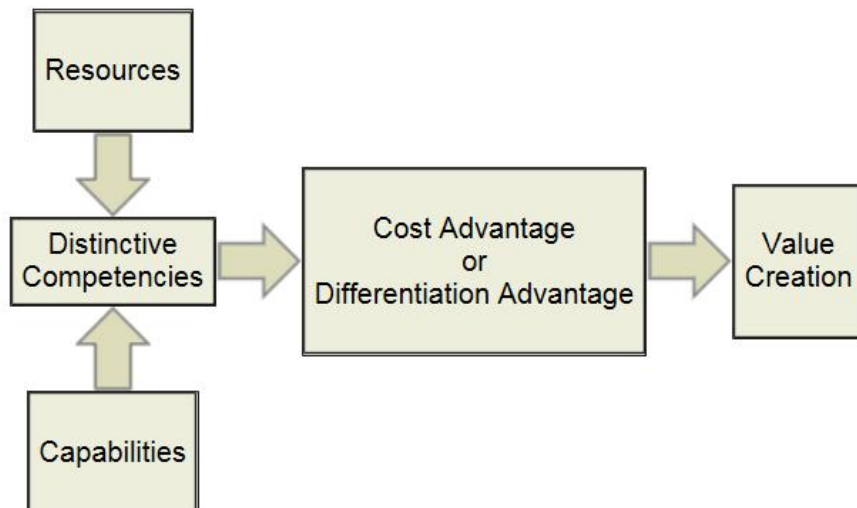 Resources
Distinctive
Competencies
Cost Advantage
or
Differentiation Advantage
Value
Creation
Capabilities